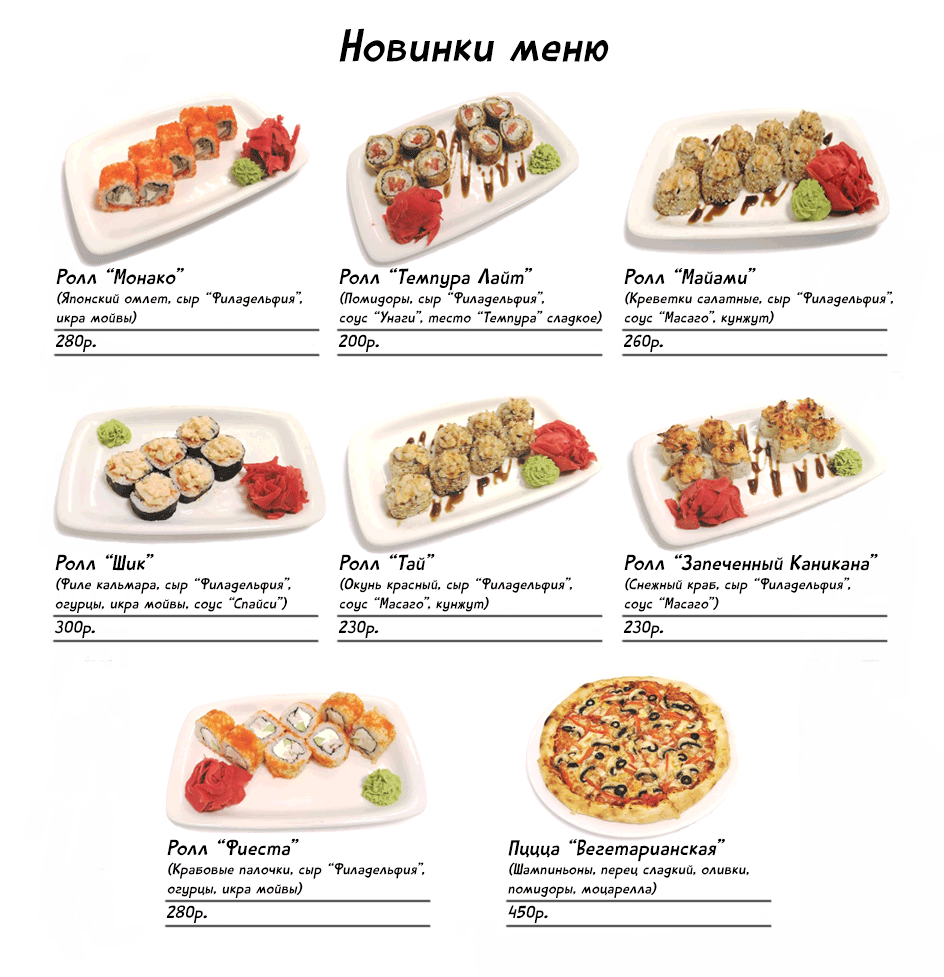 Новинки меню
Ролл “Монако”
(Японский омлет, сыр “Филадельфия”,
икра мойвы)
280р.
Ролл “Темпура Лайт”
(Помидоры, сыр “Филадельфия”,
соус “Унаги”, тесто “Темпура” сладкое)
200р.
Ролл “Майами”
(Креветки салатные, сыр “Филадельфия”,
соус “Масаго”, кунжут)
260р.
Ролл “Шик”
(Филе кальмара, сыр “Филадельфия”,
огурцы, икра мойвы, соус “Спайси”)
300р.
Ролл “Тай”
(Окунь красный, сыр “Филадельфия”,
соус “Масаго”, кунжут)
230р.
Ролл “Запеченный Каникана”
(Снежный краб, сыр “Филадельфия”,
соус “Масаго”)
230р.
Ролл “Фиеста”
(Крабовые палочки, сыр “Филадельфия”,
огурцы, икра мойвы)
280р.
Пцца “Вегетарианская”
(Шампиньоны, перец сладкий, оливки,
помидоры, моцарелла)
450р.